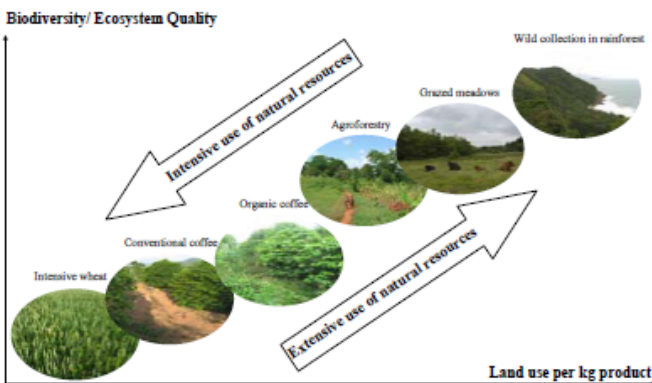 Biodiversity/ Ecosystem Quality
Wild collection in rainforest
Intensive use of natural resources
Grazed meadows
Agroforestry
Organic coffee
Conventional coffee
Intensive wheat
Extensive use of natural resources
Land use per kg product